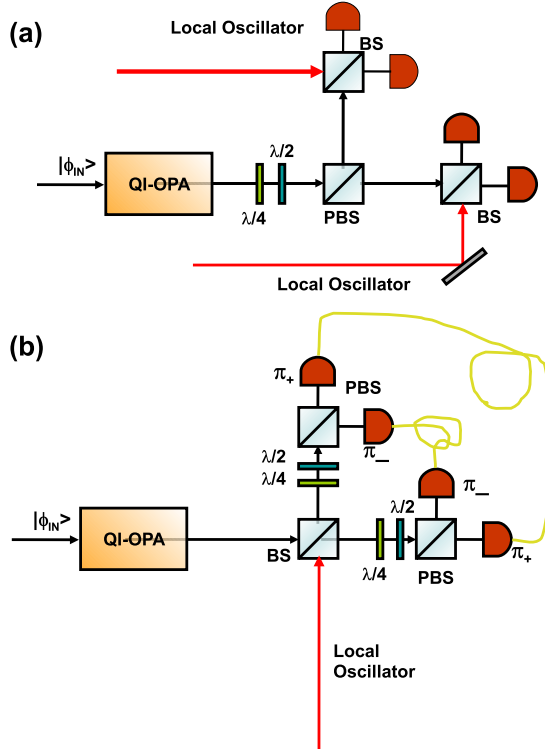 (a)
Local Oscillator
BS
|ϕIN>
QI-OPA
λ/4
λ/2
PBS
BS
Local Oscillator
(b)
π+
PBS
π−
λ/2
λ/4
|ϕIN>
QI-OPA
BS
λ/4
λ/2
PBS
π−
π+
Local
Oscillator